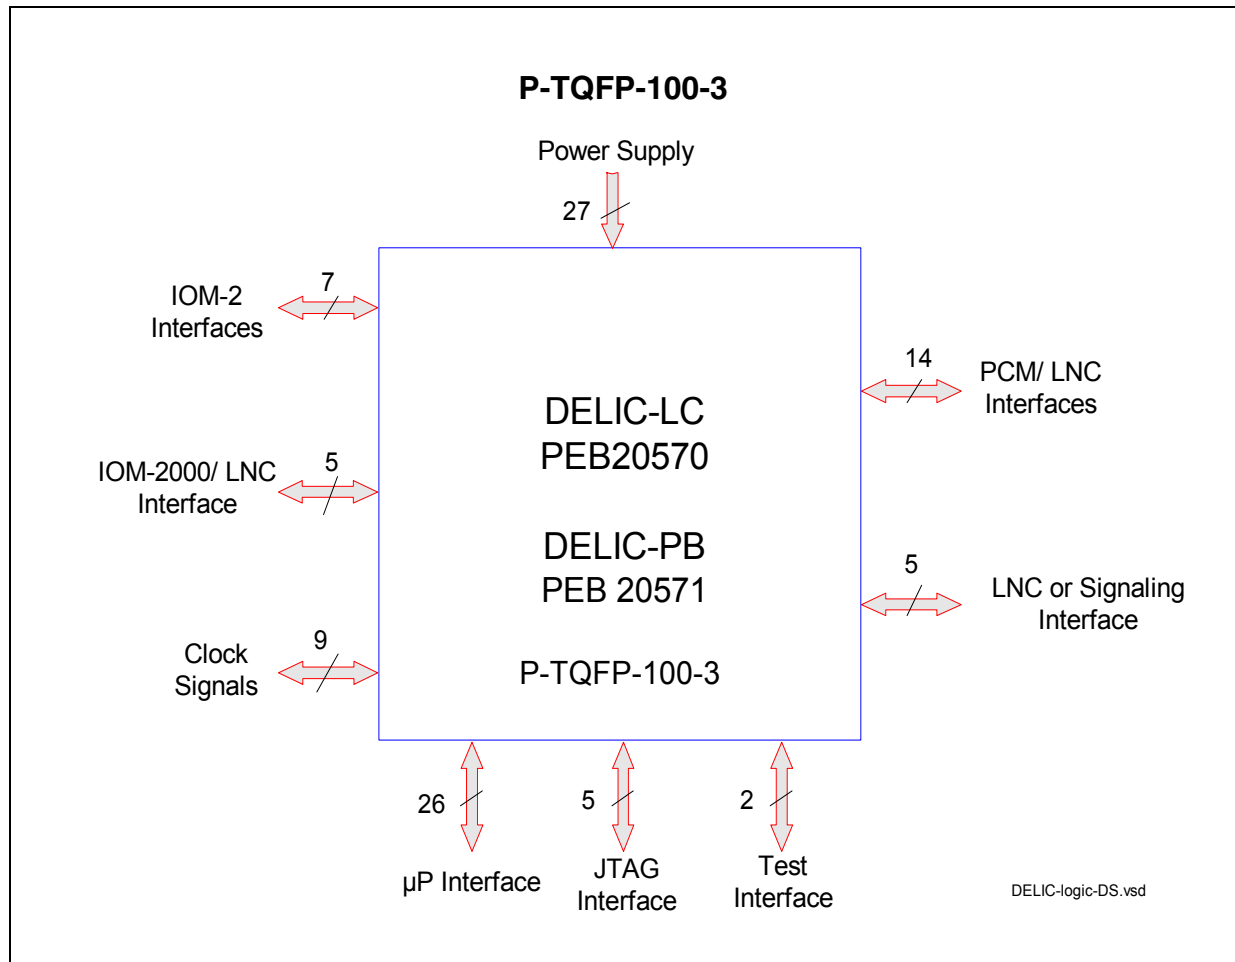 P-TQFP-100-3
Power Supply
27
7
IOM-2
Interfaces
14
PCM/ LNC
Interfaces
DELIC-LC
PEB20570
5
IOM-2000/ LNC
Interface
DELIC-PB
PEB 20571
5
LNC or Signaling
Interface
9
Clock
Signals
P-TQFP-100-3
26
5
2
µP Interface
JTAG
Interface
Test
Interface
DELIC-logic-DS.vsd